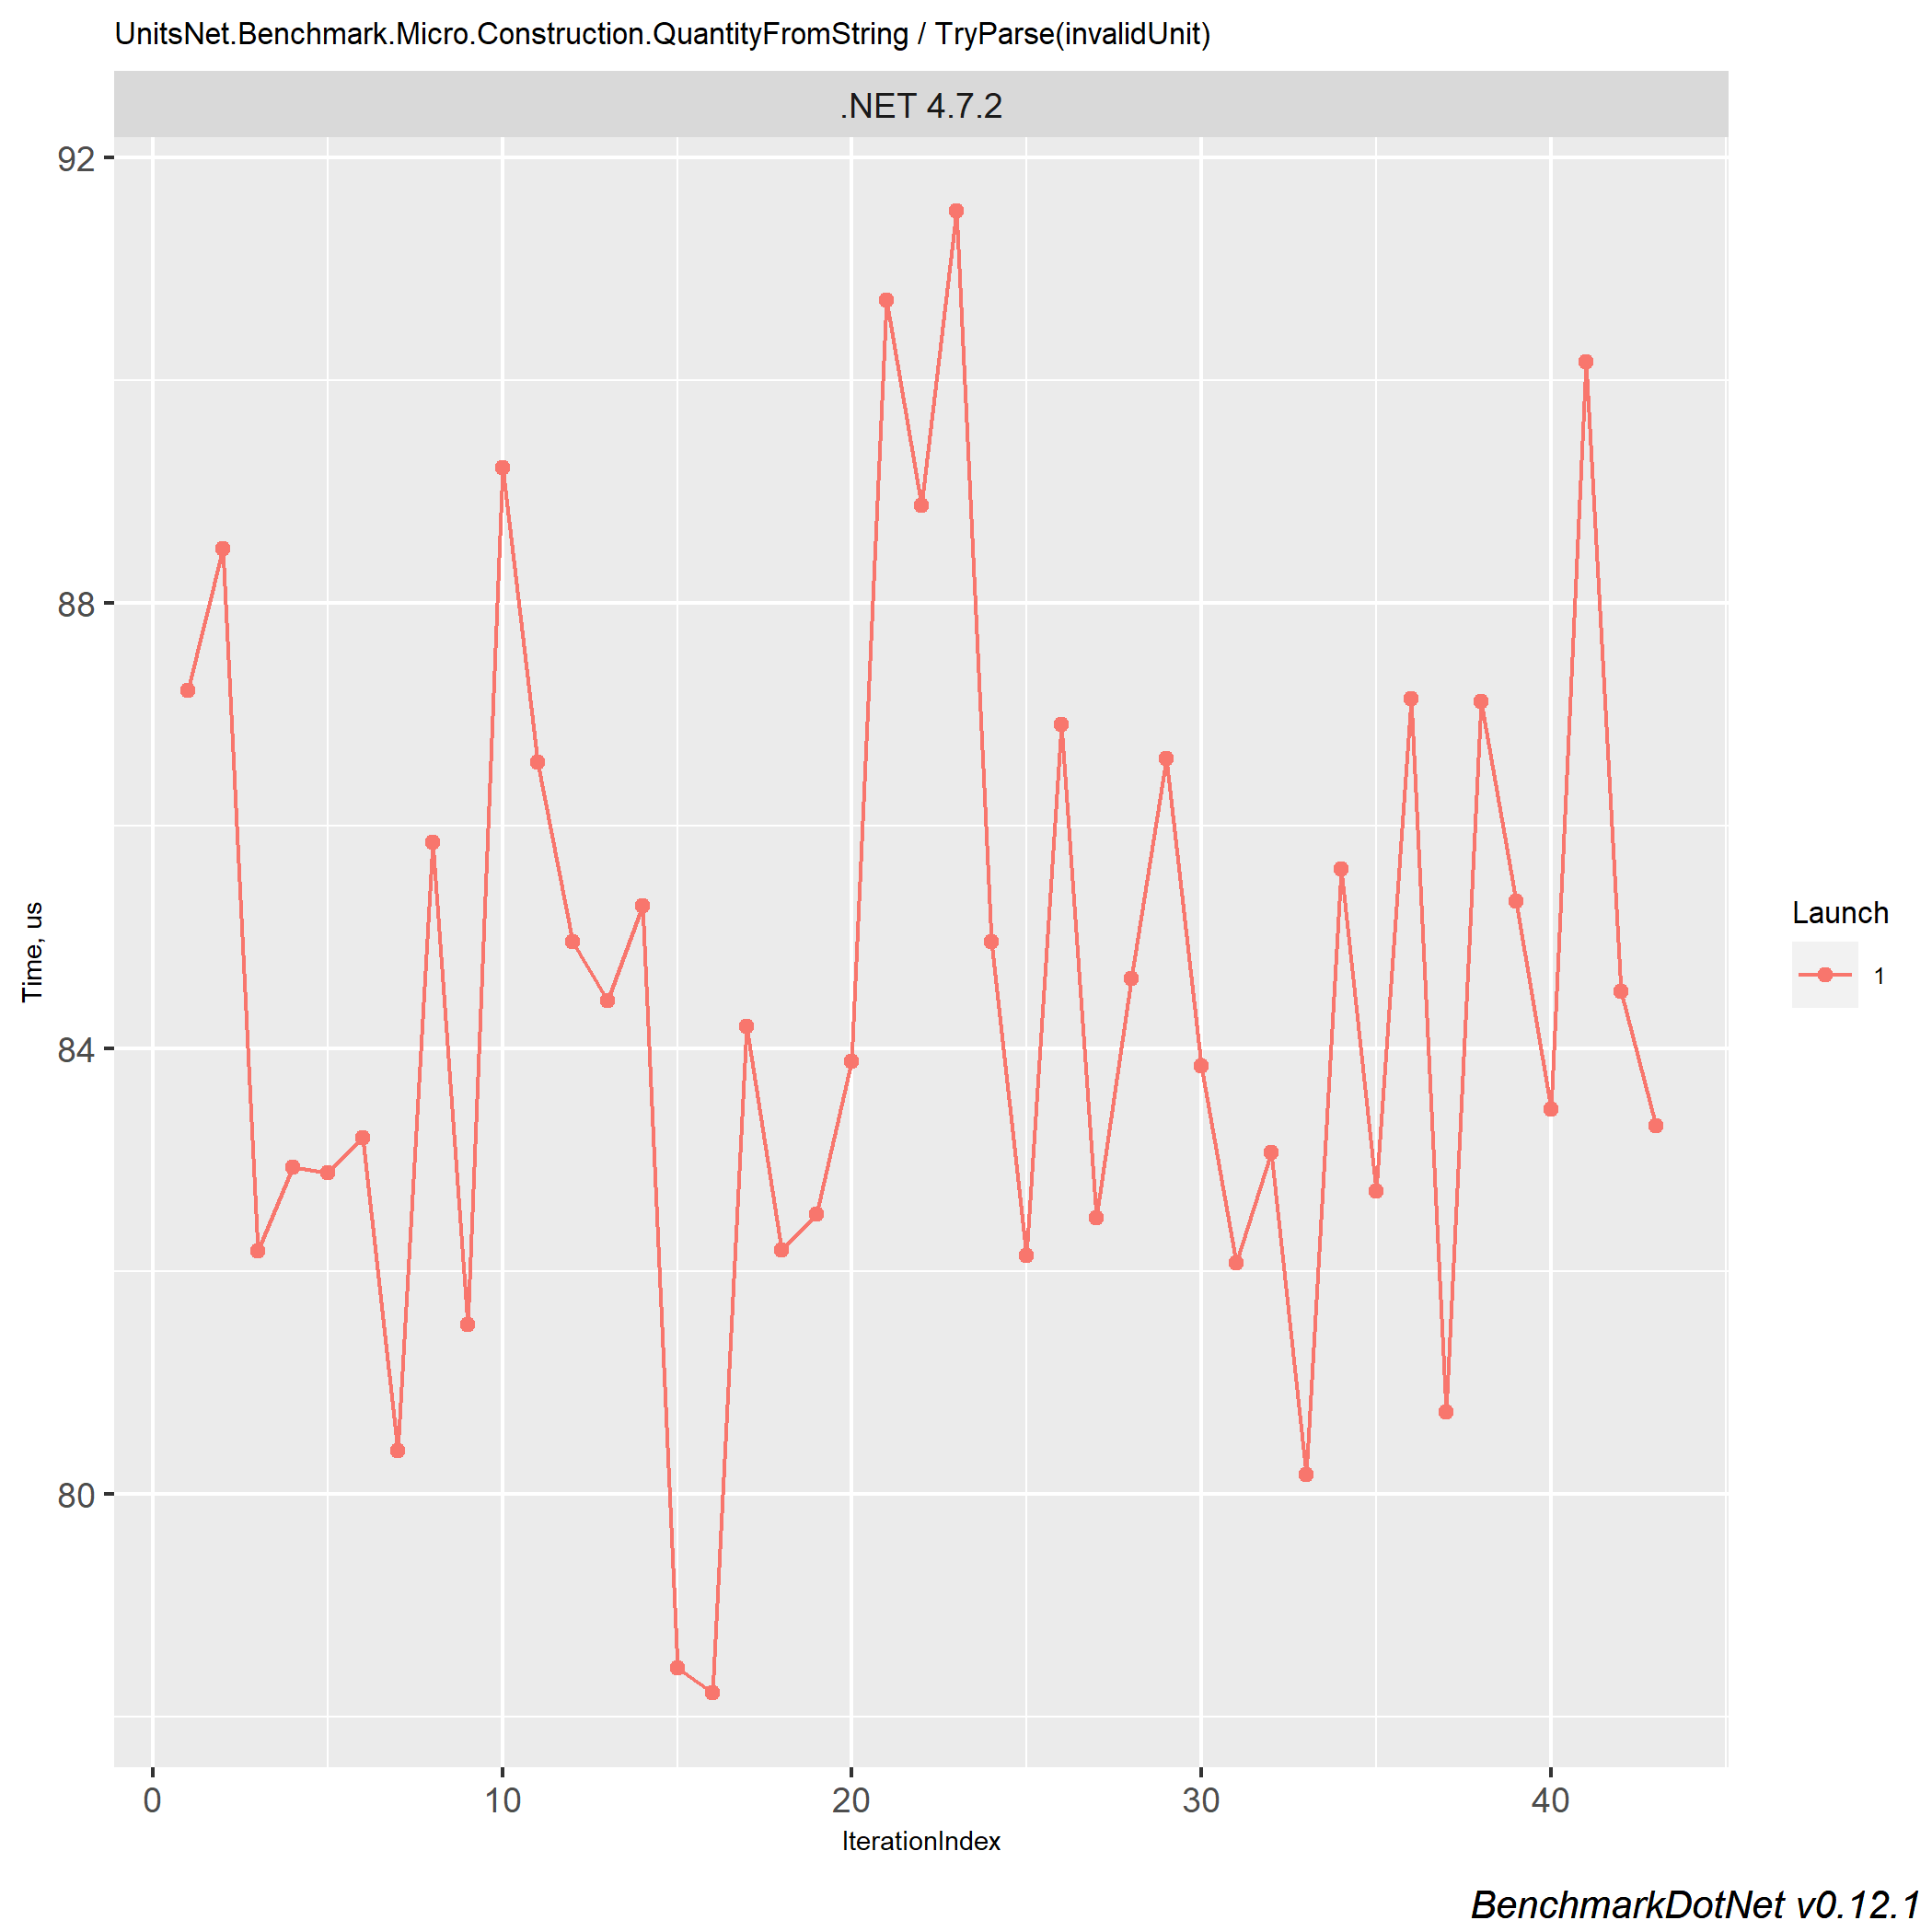 UnitsNet.Benchmark.Micro.Construction.QuantityFromString / TryParse(invalidUnit)
.NET 4.7.2
92
88
84
80
Time, us
0 10 20 30 40
IterationIndex
Launch
1
BenchmarkDotNet v0.12.1